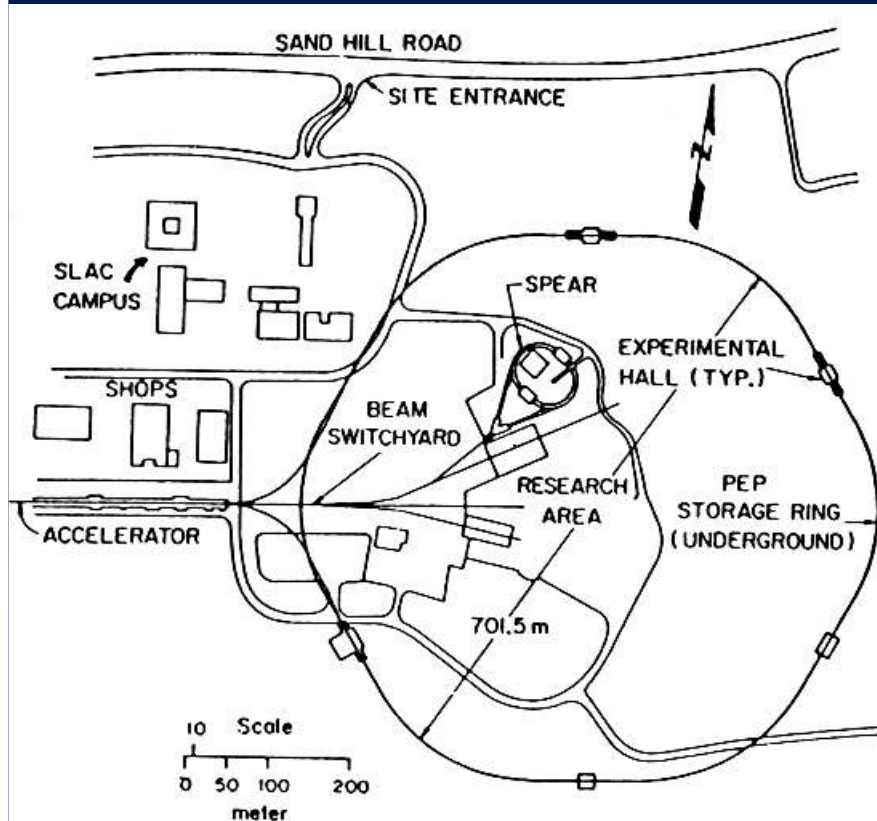 SAND HILL ROAD
SITE ENTRANCE
N
SLAC
CAMPUS
SPEAR
EXPERIMENTAL
HALL (TYP.)
SHOPS
BEAM
SWITCHYARD
RESEARCH
AREA
PEP
STORAGE RING
(UNDERGROUND)
ACCELERATOR
701.5 m
10 Scale
0 50 100 200
meter